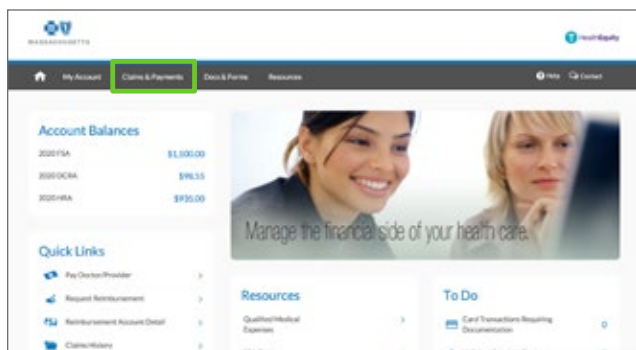 MASSACHUSETTS
HealthEquity
My Account Claims & Payments Docs & Forms Resources
Help Contact
Account Balances
2020 FSA $1,100.00
2020 DCRA $98.55
2020 HRA $935.00
Manage the financial side of your health care.
Quick Links
Pay Doctor/Provider
Request Reimbursement
Reimbursement Account Detail
Claims History
Resources
Qualified Medical
Expenses
To Do
Card Transactions Requiring
Documentation 0